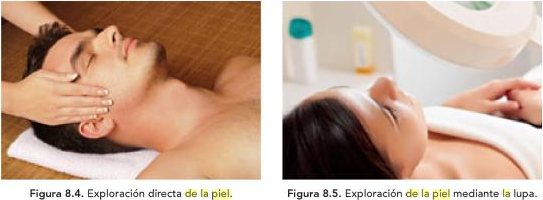 Figura 8.4. Exploración directa de la piel.
Figura 8.5. Exploración de la piel mediante la lupa.